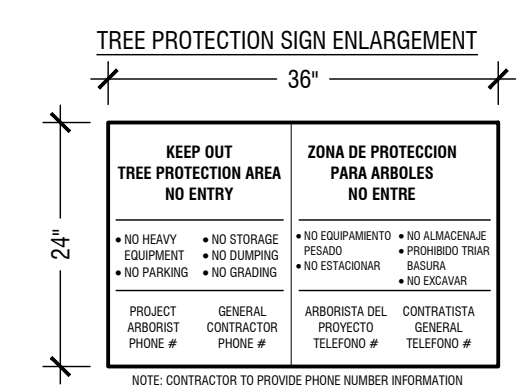 TREE PROTECTION SIGN ENLARGEMENT
36"
24"
KEEP OUT
TREE PROTECTION AREA
NO ENTRY
• NO HEAVY
EQUIPMENT
• NO PARKING
• NO STORAGE
• NO DUMPING
• NO GRADING
PROJECT
ARBORIST
PHONE #
GENERAL
CONTRACTOR
PHONE #
ZONA DE PROTECCION
PARA ARBOLES
NO ENTRE
• NO EQUIPAMIENTO
PESADO
• NO ESTACIONAR
• NO ALMACENAJE
• PROHIBIDO TRIAR
BASURA
• NO EXCAVAR
ARBORISTA DEL
PROYECTO
TELEFONO #
CONTRATISTA
GENERAL
TELEFONO #
NOTE: CONTRACTOR TO PROVIDE PHONE NUMBER INFORMATION